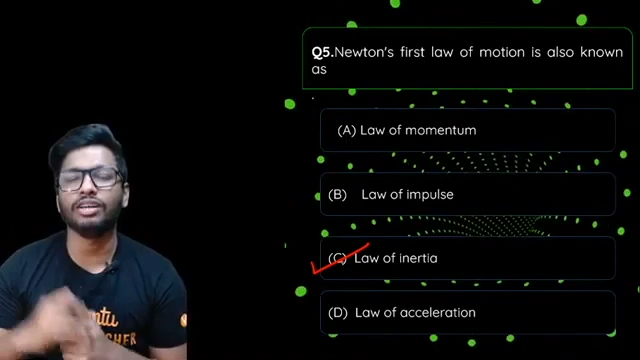 Q5.Newton's first law of motion is also known
as
(A) Law of momentum
(B) Law of impulse
(C) Law of inertia
(D) Law of acceleration